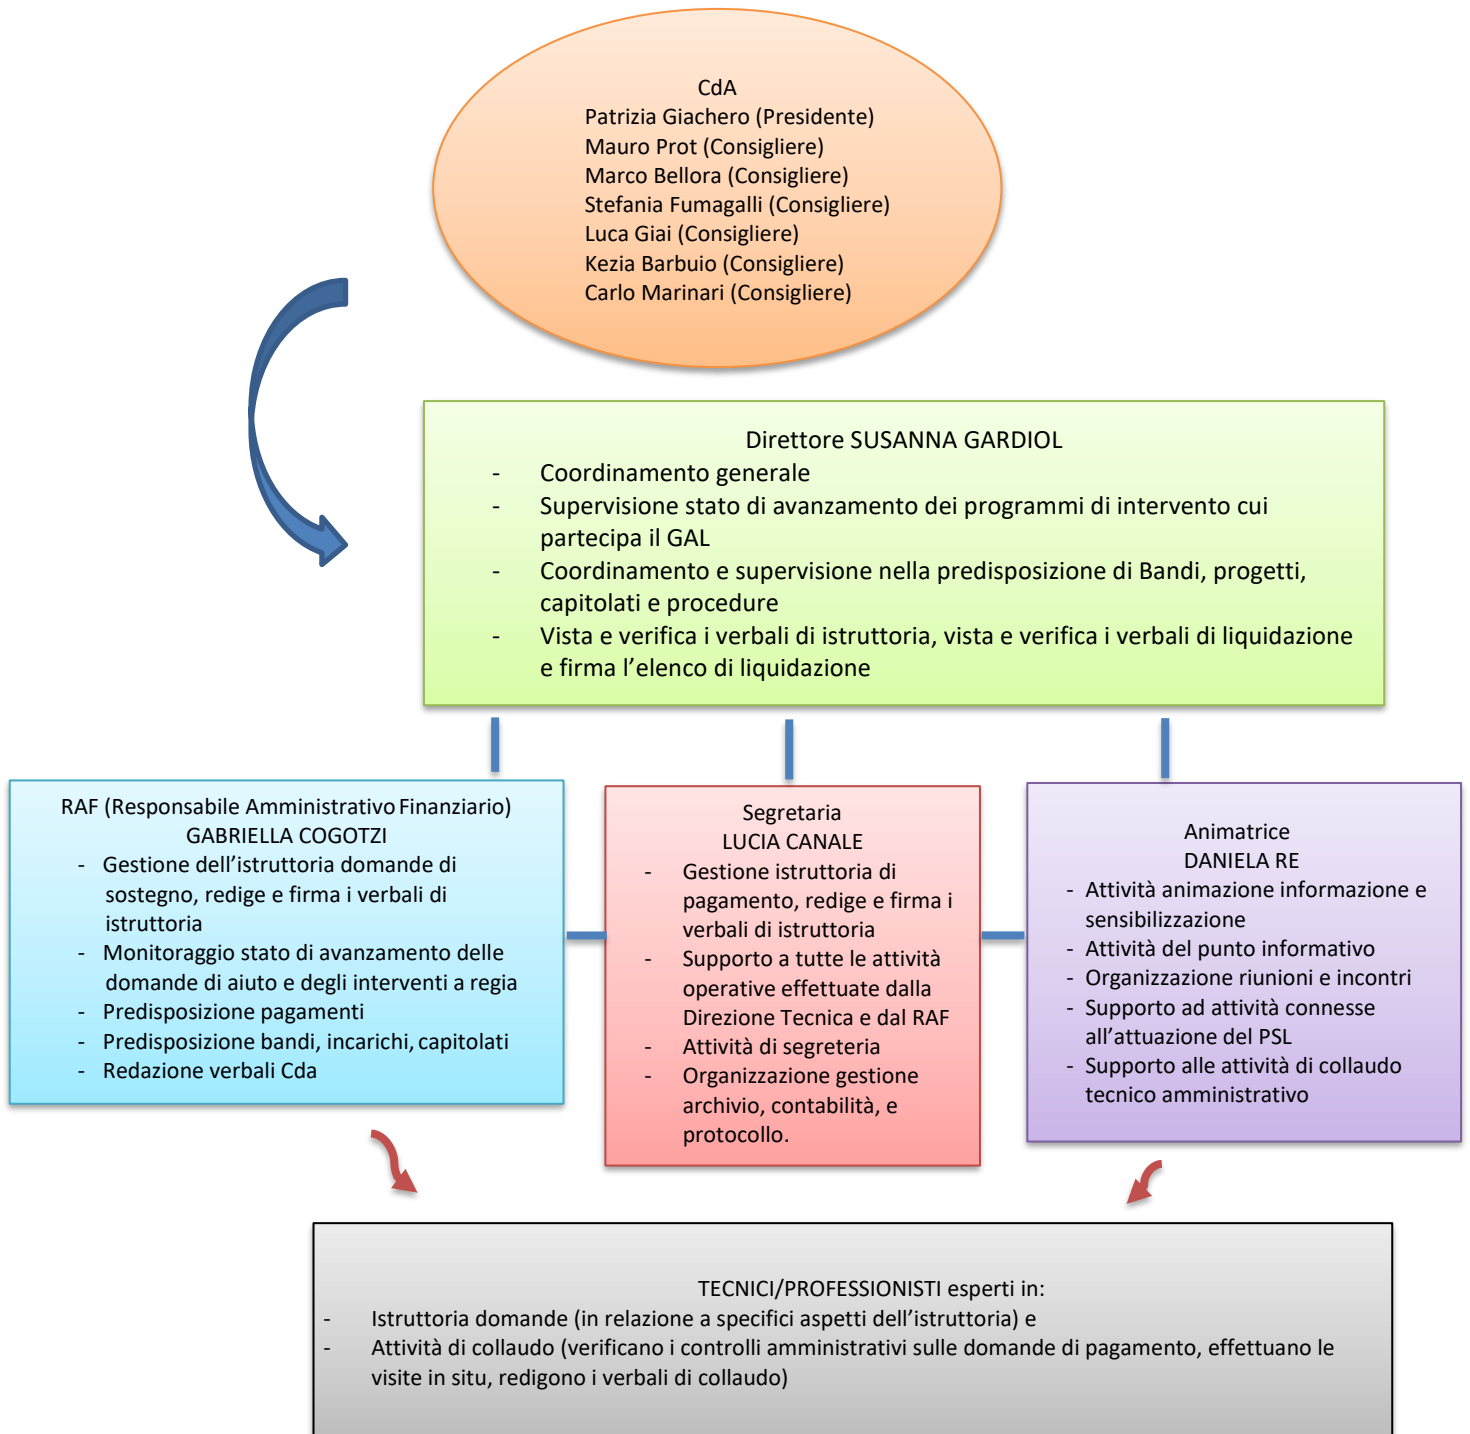 CdA
Patrizia Giachero (Presidente)
Mauro Prot (Consigliere)
Marco Bellora (Consigliere)
Stefania Fumagalli (Consigliere)
Luca Giai (Consigliere)
Kezia Barbuio (Consigliere)
Carlo Marinari (Consigliere)
Direttore SUSANNA GARDIOL
- Coordinamento generale
- Supervisione stato di avanzamento dei programmi di intervento cui
partecipa il GAL
- Coordinamento e supervisione nella predisposizione di Bandi, progetti,
capitolati e procedure
- Vista e verifica i verbali di istruttoria, vista e verifica i verbali di liquidazione
e firma l’elenco di liquidazione
RAF (Responsabile Amministrativo Finanziario)
GABRIELLA COGOTZI
- Gestione dell’istruttoria domande di
sostegno, redige e firma i verbali di
istruttoria
- Monitoraggio stato di avanzamento delle
domande di aiuto e degli interventi a regia
- Predisposizione pagamenti
- Predisposizione bandi, incarichi, capitolati
- Redazione verbali Cda
Segretaria
LUCIA CANALE
- Gestione istruttoria di
pagamento, redige e firma i
verbali di istruttoria
- Supporto a tutte le attività
operative effettuate dalla
Direzione Tecnica e dal RAF
- Attività di segreteria
- Organizzazione gestione
archivio, contabilità, e
protocollo.
Animatrice
DANIELA RE
- Attività animazione informazione e
sensibilizzazione
- Attività del punto informativo
- Organizzazione riunioni e incontri
- Supporto ad attività connesse
all’attuazione del PSL
- Supporto alle attività di collaudo
tecnico amministrativo
TECNICI/PROFESSIONISTI esperti in:
- Istruttoria domande (in relazione a specifici aspetti dell’istruttoria) e
- Attività di collaudo (verificano i controlli amministrativi sulle domande di pagamento, effettuano le
visite in situ, redigono i verbali di collaudo)